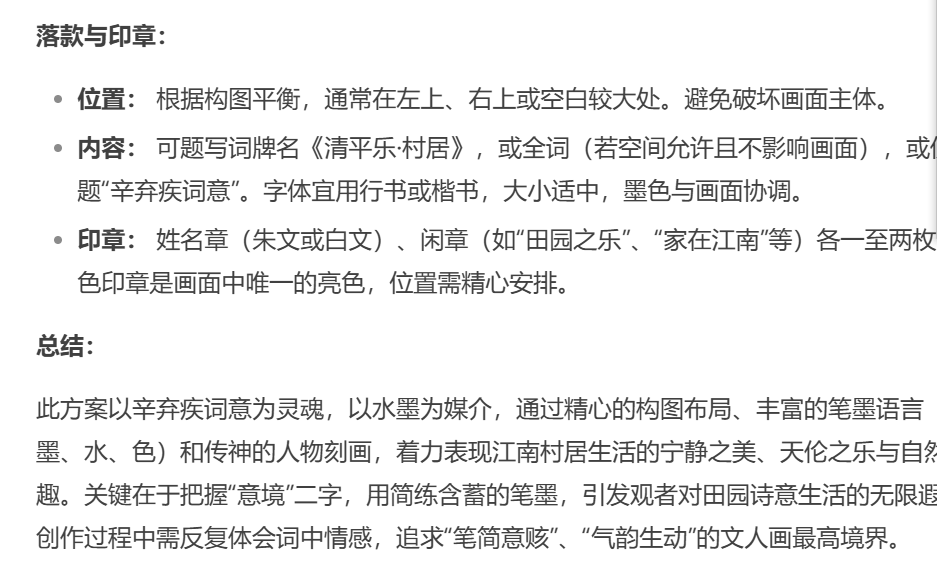 落款与印章：
位置： 根据构图平衡，通常在左上、右上或空白较大处。避免破坏画面主体。
内容： 可题写词牌名《清平乐·村居》，或全词（若空间允许且不影响画面），或
题“辛弃疾词意”。字体宜用行书或楷书，大小适中，墨色与画面协调。
印章： 姓名章（朱文或白文）、闲章（如“田园之乐”、“家在江南”等）各一至两枚
色印章是画面中唯一的亮色，位置需精心安排。
总结：
此方案以辛弃疾词意为灵魂，以水墨为媒介，通过精心的构图布局、丰富的笔墨语言
墨、水、色）和传神的人物刻画，着力表现江南村居生活的宁静之美、天伦之乐与自然
趣。关键在于把握“意境”二字，用简练含蓄的笔墨，引发观者对田园诗意生活的无限遐
创作过程中需反复体会词中情感，追求“笔简意赅”、“气韵生动”的文人画最高境界。